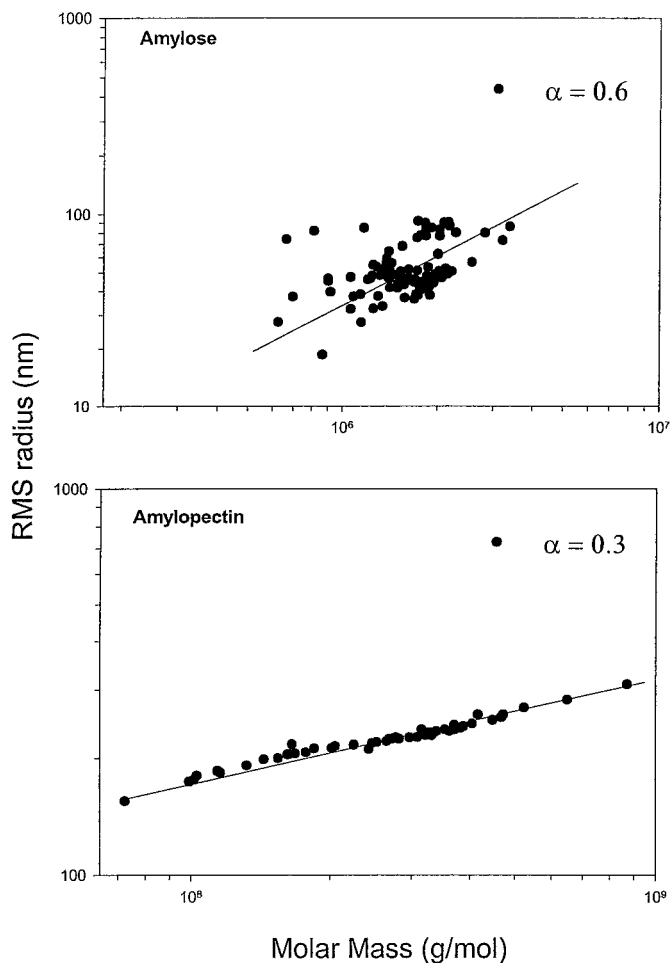 1000
Amylose
α = 0.6
100
10
10⁶
10⁷
RMS radius (nm)
1000
Amylopectin
α = 0.3
100
10⁸
10⁹
Molar Mass (g/mol)